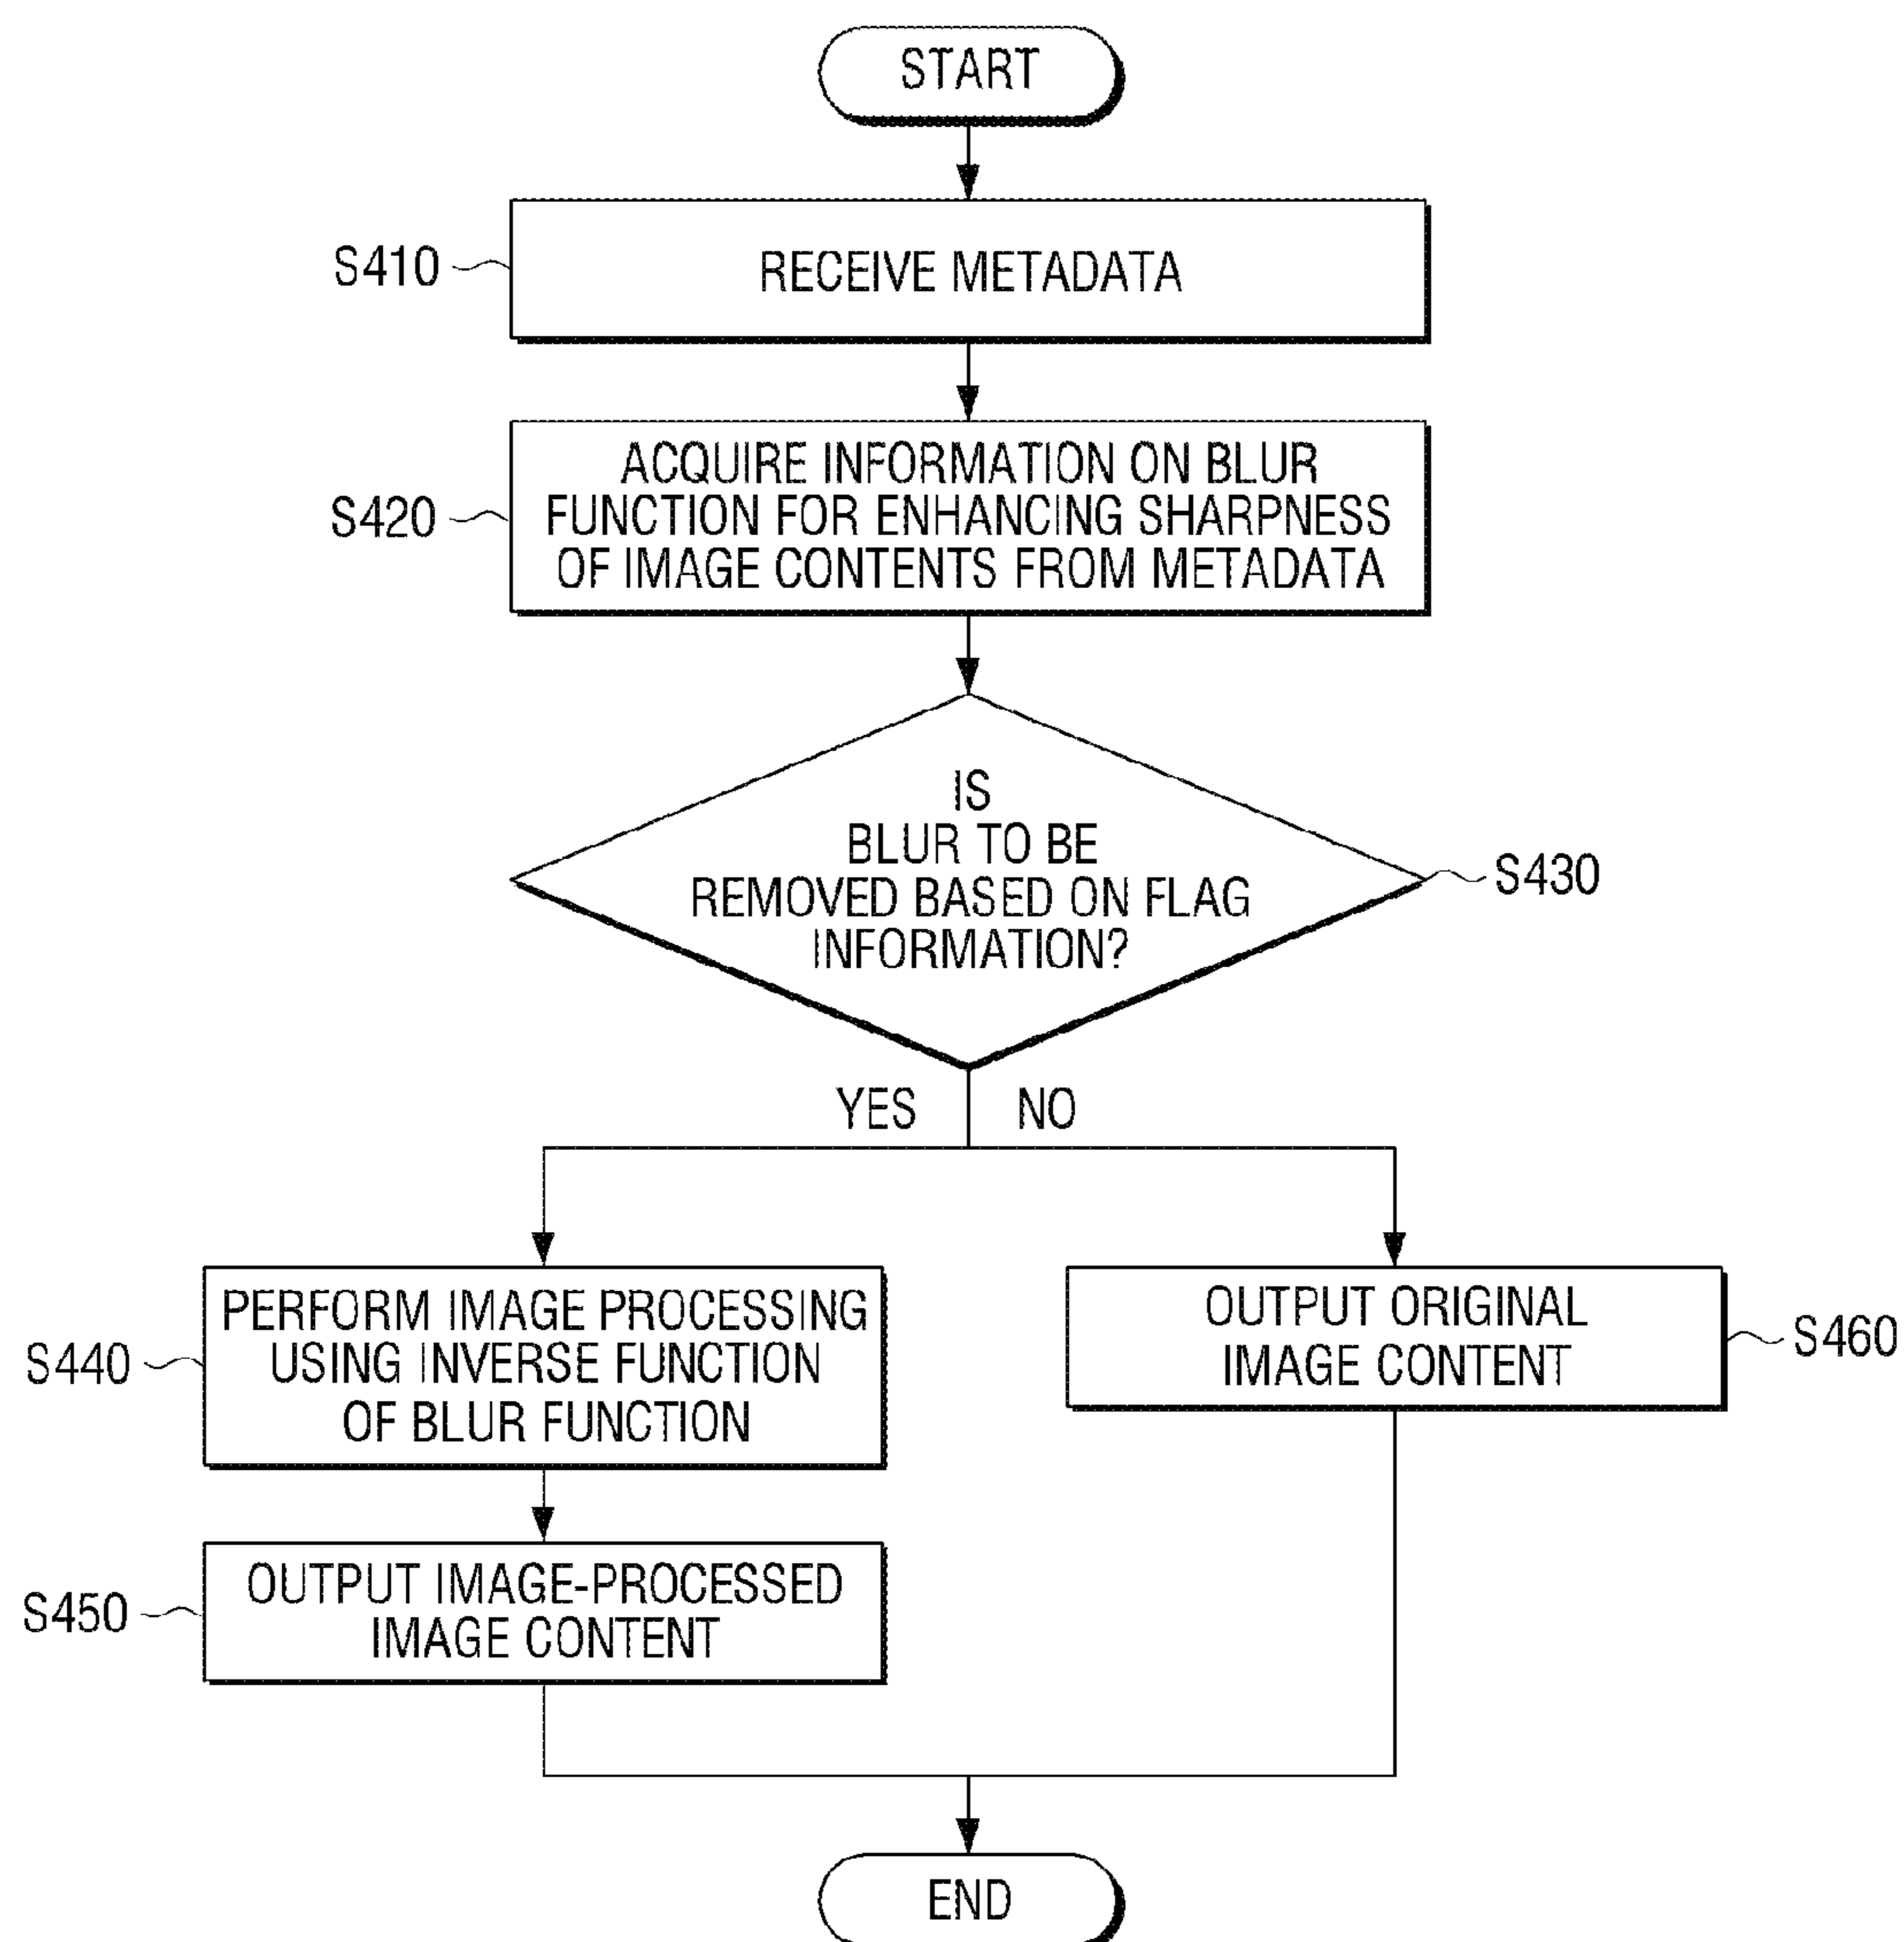 START
S410
RECEIVE METADATA
S420
ACQUIRE INFORMATION ON BLUR
FUNCTION FOR ENHANCING SHARPNESS
OF IMAGE CONTENTS FROM METADATA
IS
BLUR TO BE
REMOVED BASED ON FLAG
INFORMATION?
S430
YES
NO
S440
PERFORM IMAGE PROCESSING
USING INVERSE FUNCTION
OF BLUR FUNCTION
OUTPUT ORIGINAL
IMAGE CONTENT
S460
S450
OUTPUT IMAGE-PROCESSED
IMAGE CONTENT
END